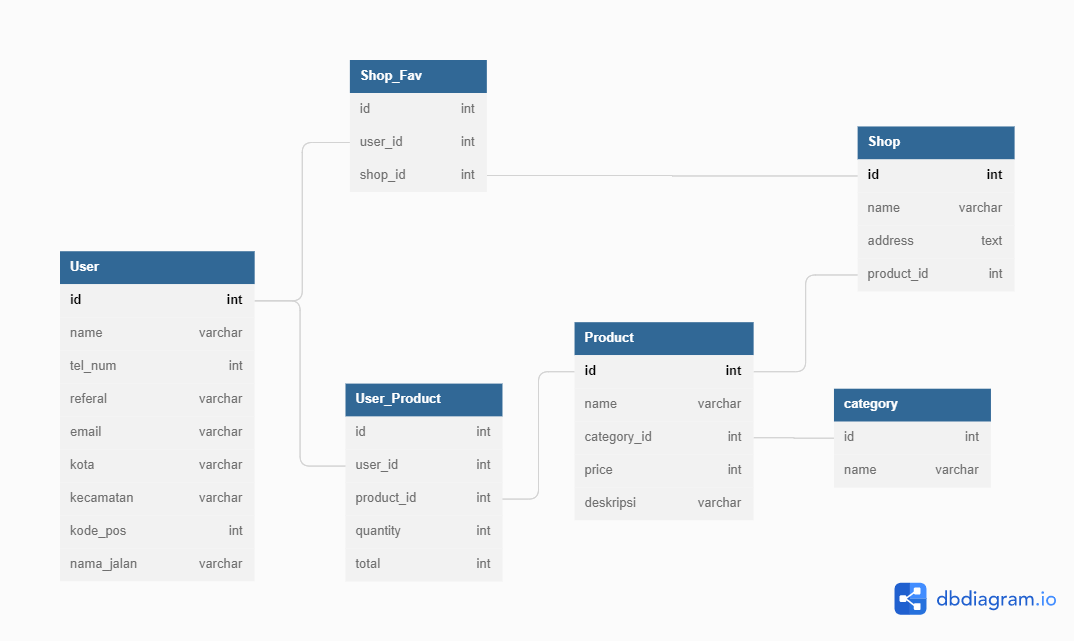 Shop_Fav
id int
user_id int
shop_id int
Shop
id int
name varchar
address text
product_id int
User
id int
name varchar
tel_num int
referal varchar
email varchar
kota varchar
kecamatan varchar
kode_pos int
nama_jalan varchar
User_Product
id int
user_id int
product_id int
quantity int
total int
Product
id int
name varchar
category_id int
price int
deskripsi varchar
category
id int
name varchar
dbdiagram.io